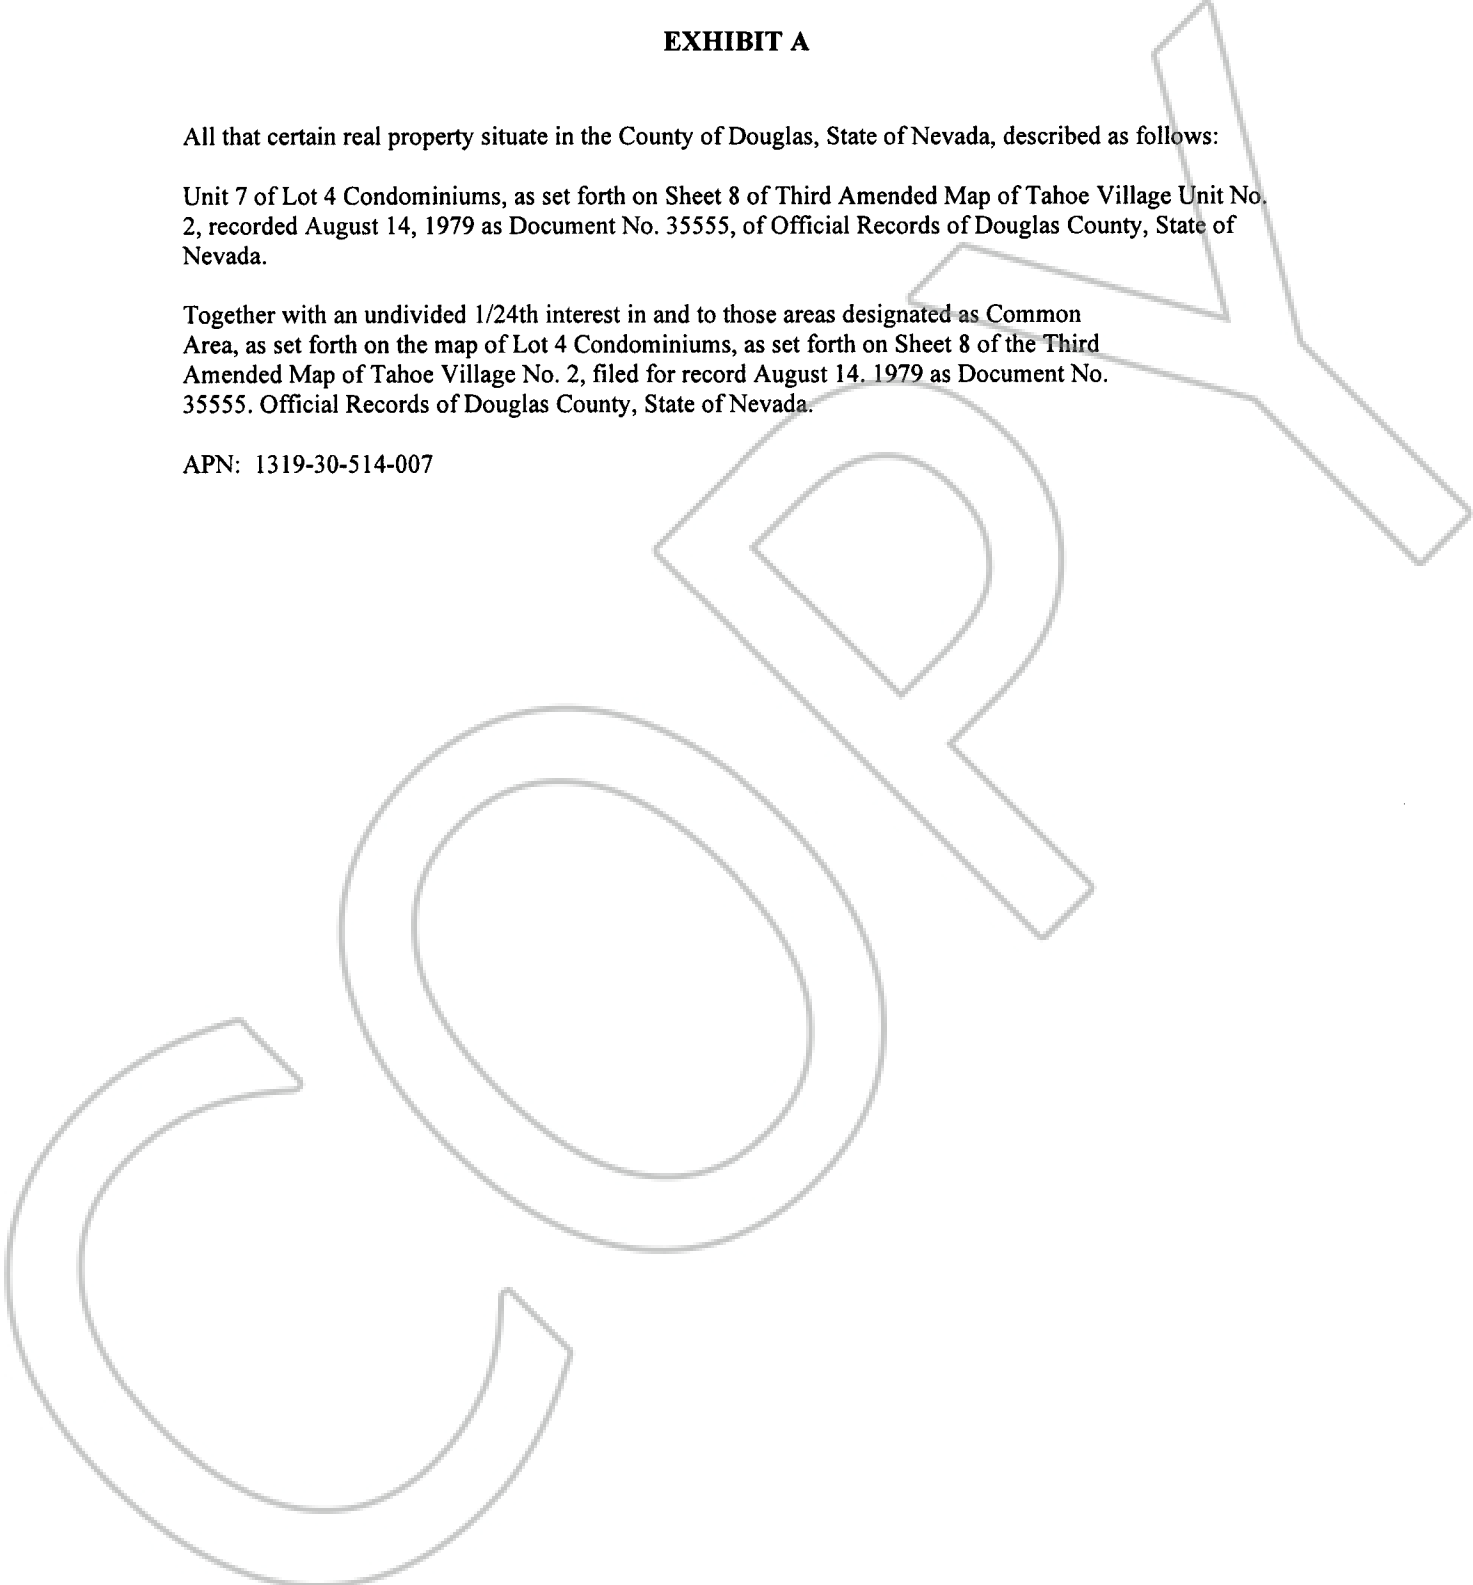 EXHIBIT A
All that certain real property situate in the County of Douglas, State of Nevada, described as follows:
Unit 7 of Lot 4 Condominiums, as set forth on Sheet 8 of Third Amended Map of Tahoe Village Unit No.
2, recorded August 14, 1979 as Document No. 35555, of Official Records of Douglas County, State of
Nevada.
Together with an undivided 1/24th interest in and to those areas designated as Common
Area, as set forth on the map of Lot 4 Condominiums, as set forth on Sheet 8 of the Third
Amended Map of Tahoe Village No. 2, filed for record August 14. 1979 as Document No.
35555. Official Records of Douglas County, State of Nevada.
APN: 1319-30-514-007
COPY